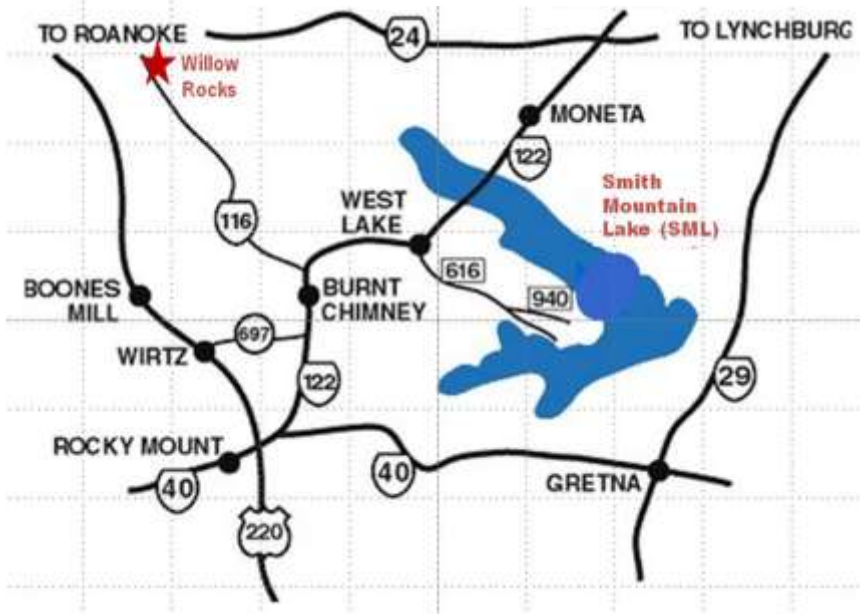 TO ROANOKE
24
TO LYNCHBURG
Willow
Rocks
MONETA
122
Smith
Mountain
Lake (SML)
WEST
LAKE
116
616
940
BOONES
MILL
BURNT
CHIMNEY
697
WIRTZ
122
29
ROCKY MOUNT
40
40
GRETNA
220